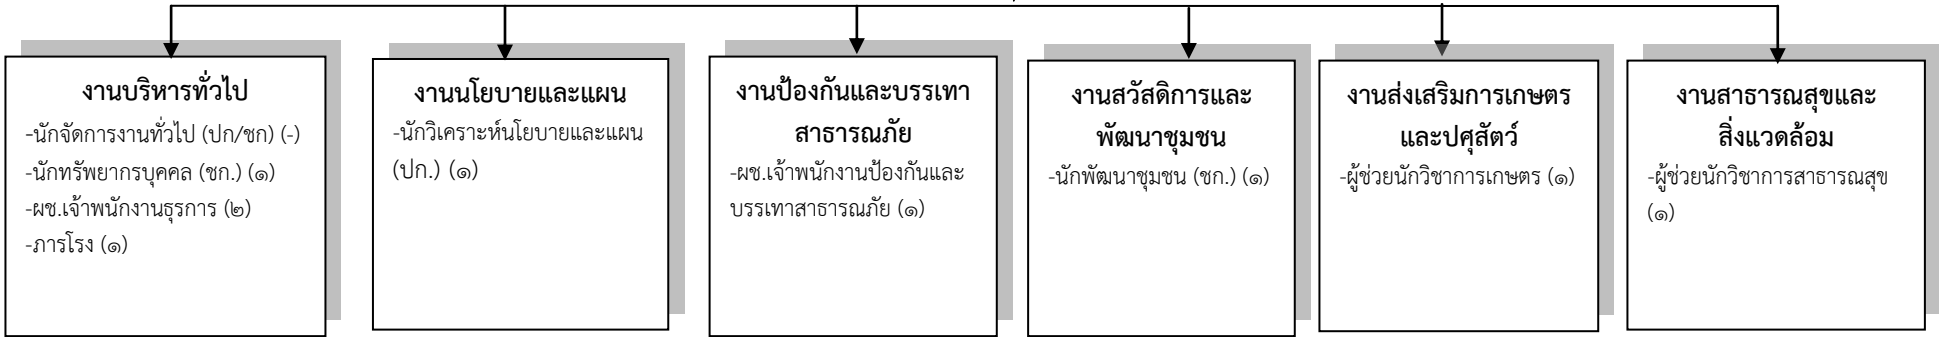 งานบริหารทั่วไป
-นักจัดการงานทั่วไป (ปก/ชก) (-)
-นักทรัพยากรบุคคล (ชก.) (๑)
-ผช.เจ้าพนักงานธุรการ (๒)
-ภารโรง (๑)
งานนโยบายและแผน
-นักวิเคราะห์นโยบายและแผน
(ปก.) (๑)
งานป้องกันและบรรเทา
สาธารณภัย
-ผช.เจ้าพนักงานป้องกันและ
บรรเทาสาธารณภัย (๑)
งานสวัสดิการและ
พัฒนาชุมชน
-นักพัฒนาชุมชน (ชก.) (๑)
งานส่งเสริมการเกษตร
และปศุสัตว์
-ผู้ช่วยนักวิชาการเกษตร (๑)
งานสาธารณสุขและ
สิ่งแวดล้อม
-ผู้ช่วยนักวิชาการสาธารณสุข
(๑)